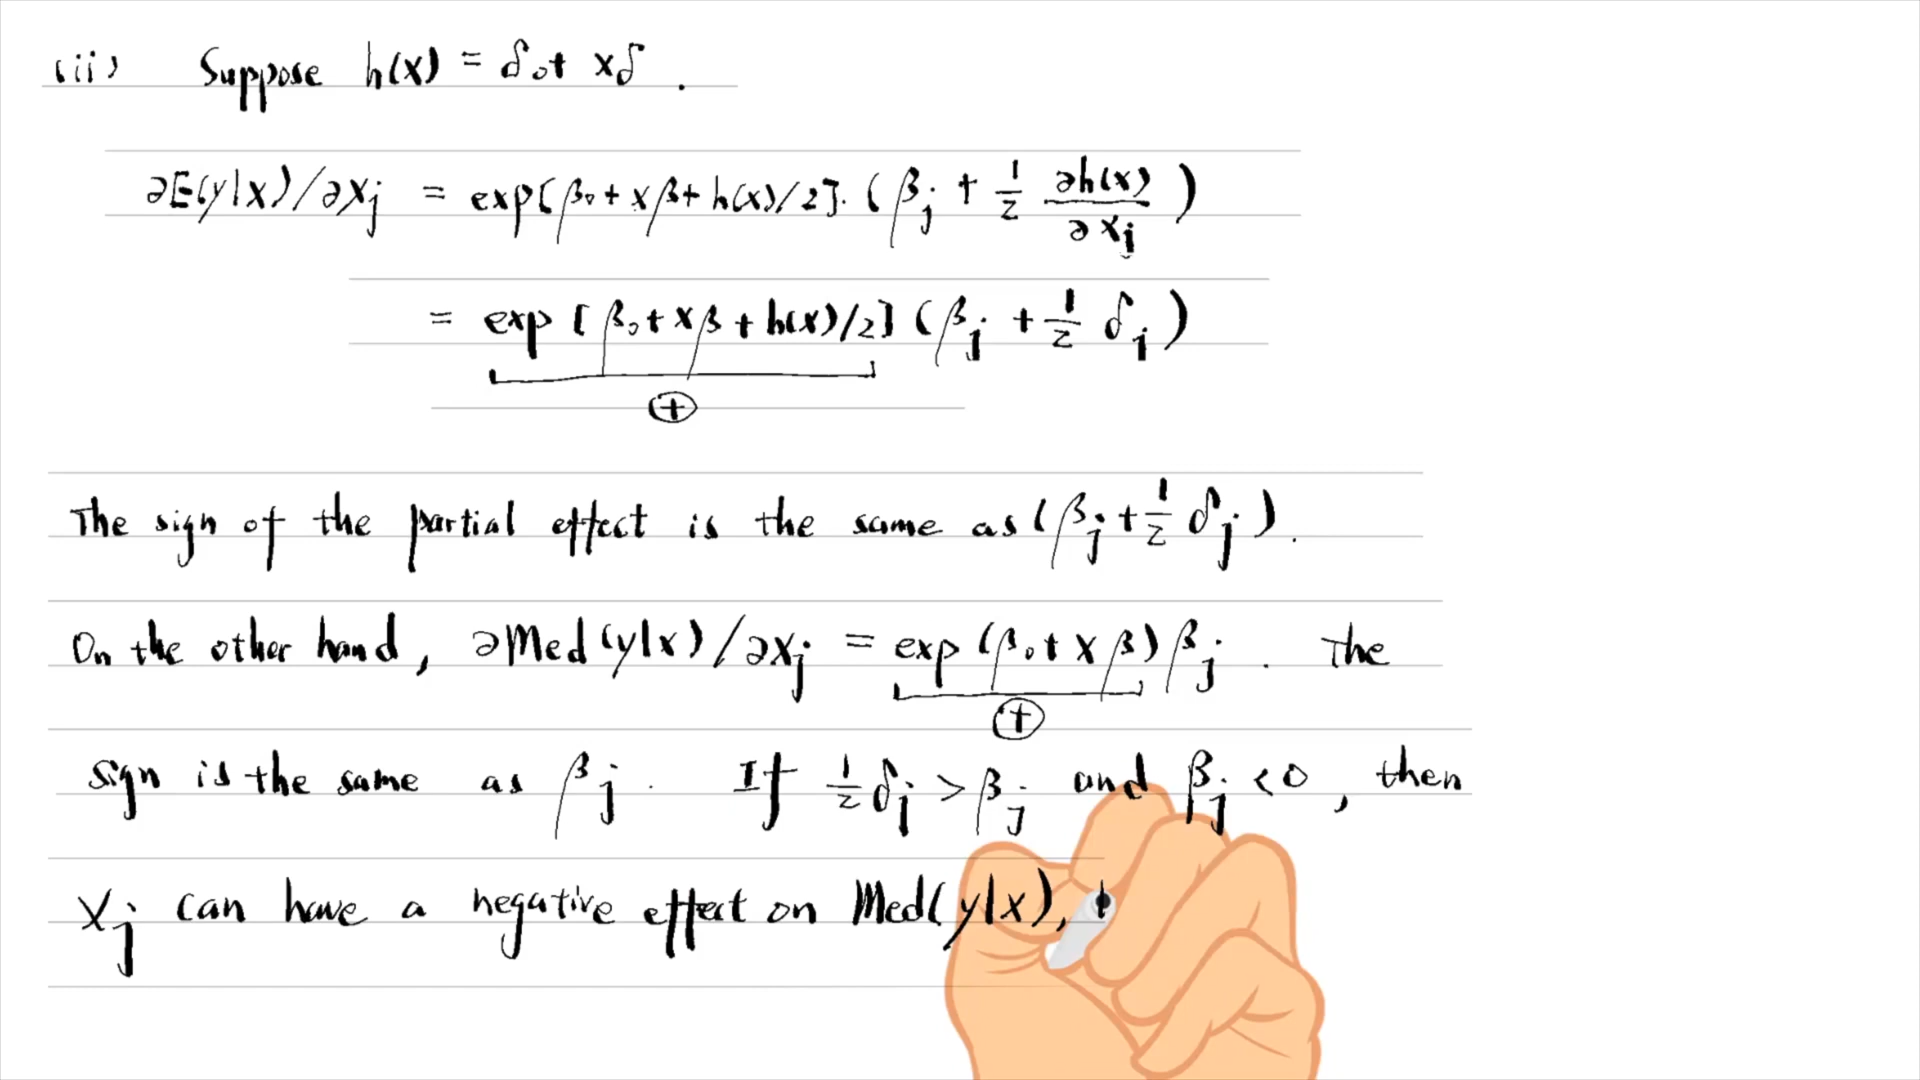 (ii) Suppose h(x) = δ₀+ xδ .
∂E(y|x)/∂xⱼ = exp[β₀+ xβ+ h(x)/2]. (βⱼ + 1/2 ∂h(x)/∂xⱼ)
= exp [β₀+ xβ + h(x)/2] (βⱼ + 1/2 δⱼ)
(+)
The sign of the partial effect is the same as (βⱼ + 1/2 δⱼ).
On the other hand, ∂Med(y|x)/∂xⱼ = exp(β₀+ xβ)βⱼ . The
(+)
sign is the same as βⱼ. If 1/2 δⱼ > βⱼ and βⱼ <0, then
xⱼ can have a negative effect on Med(y|x),